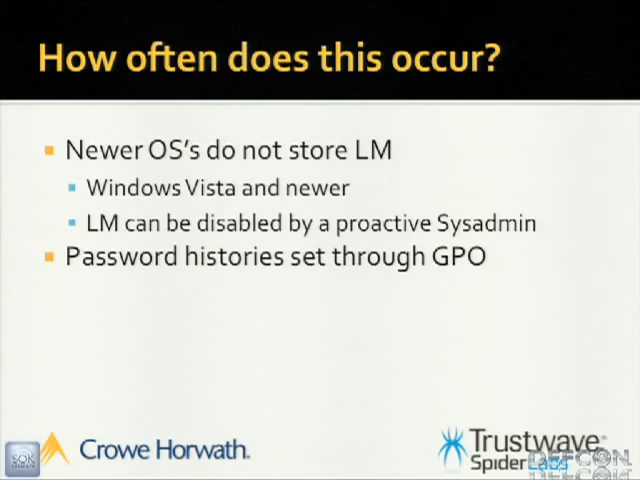 How often does this occur?
Newer OS's do not store LM
Windows Vista and newer
LM can be disabled by a proactive Sysadmin
Password histories set through GPO
SOK
Crowe Horwath.
Trustwave®
SpiderLabs
DEFCON